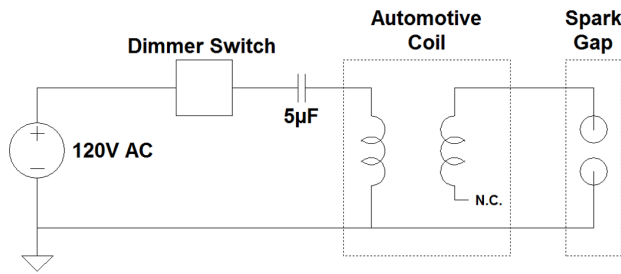 Automotive
Coil
Spark
Gap
Dimmer Switch
5µF
120V AC
N.C.